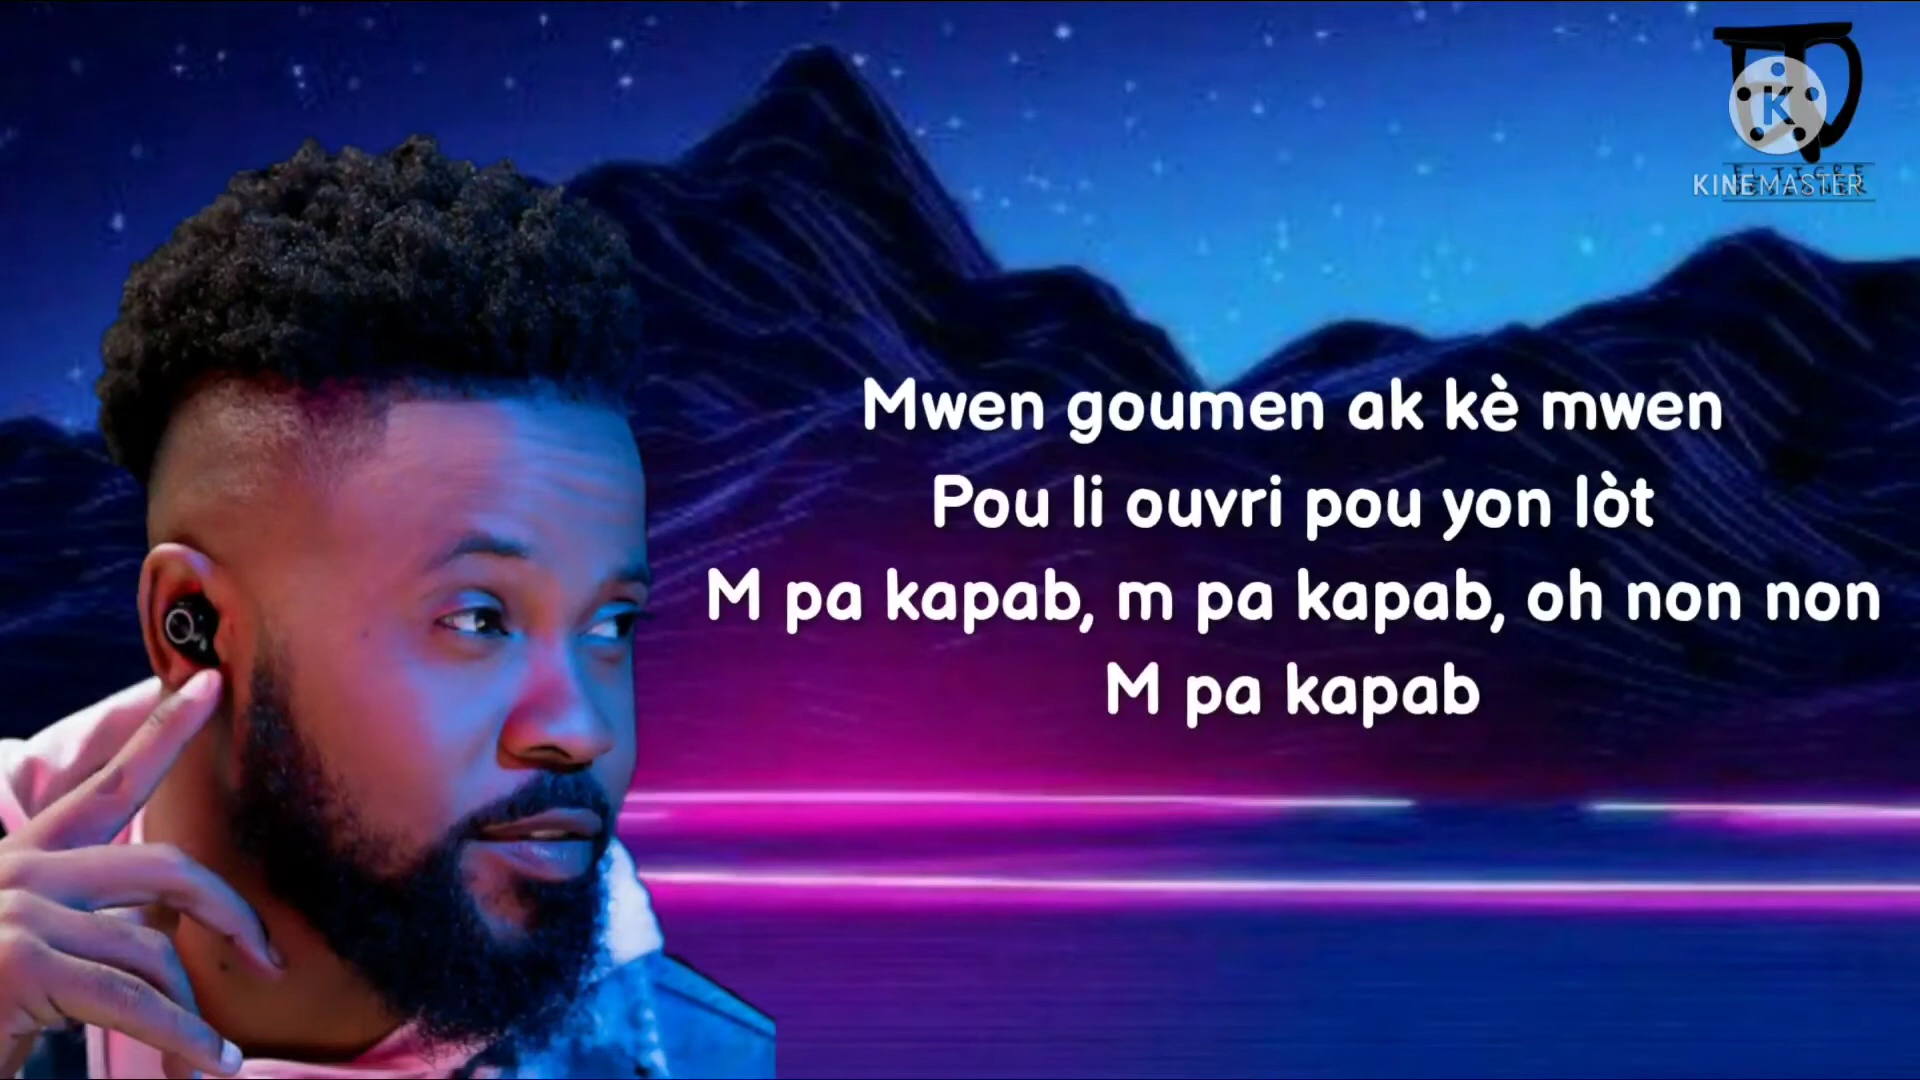 Mwen goumen ak kè mwen
Pou li ouvri pou yon lòt
M pa kapab, m pa kapab, oh non non
M pa kapab
K
KINEMASTER